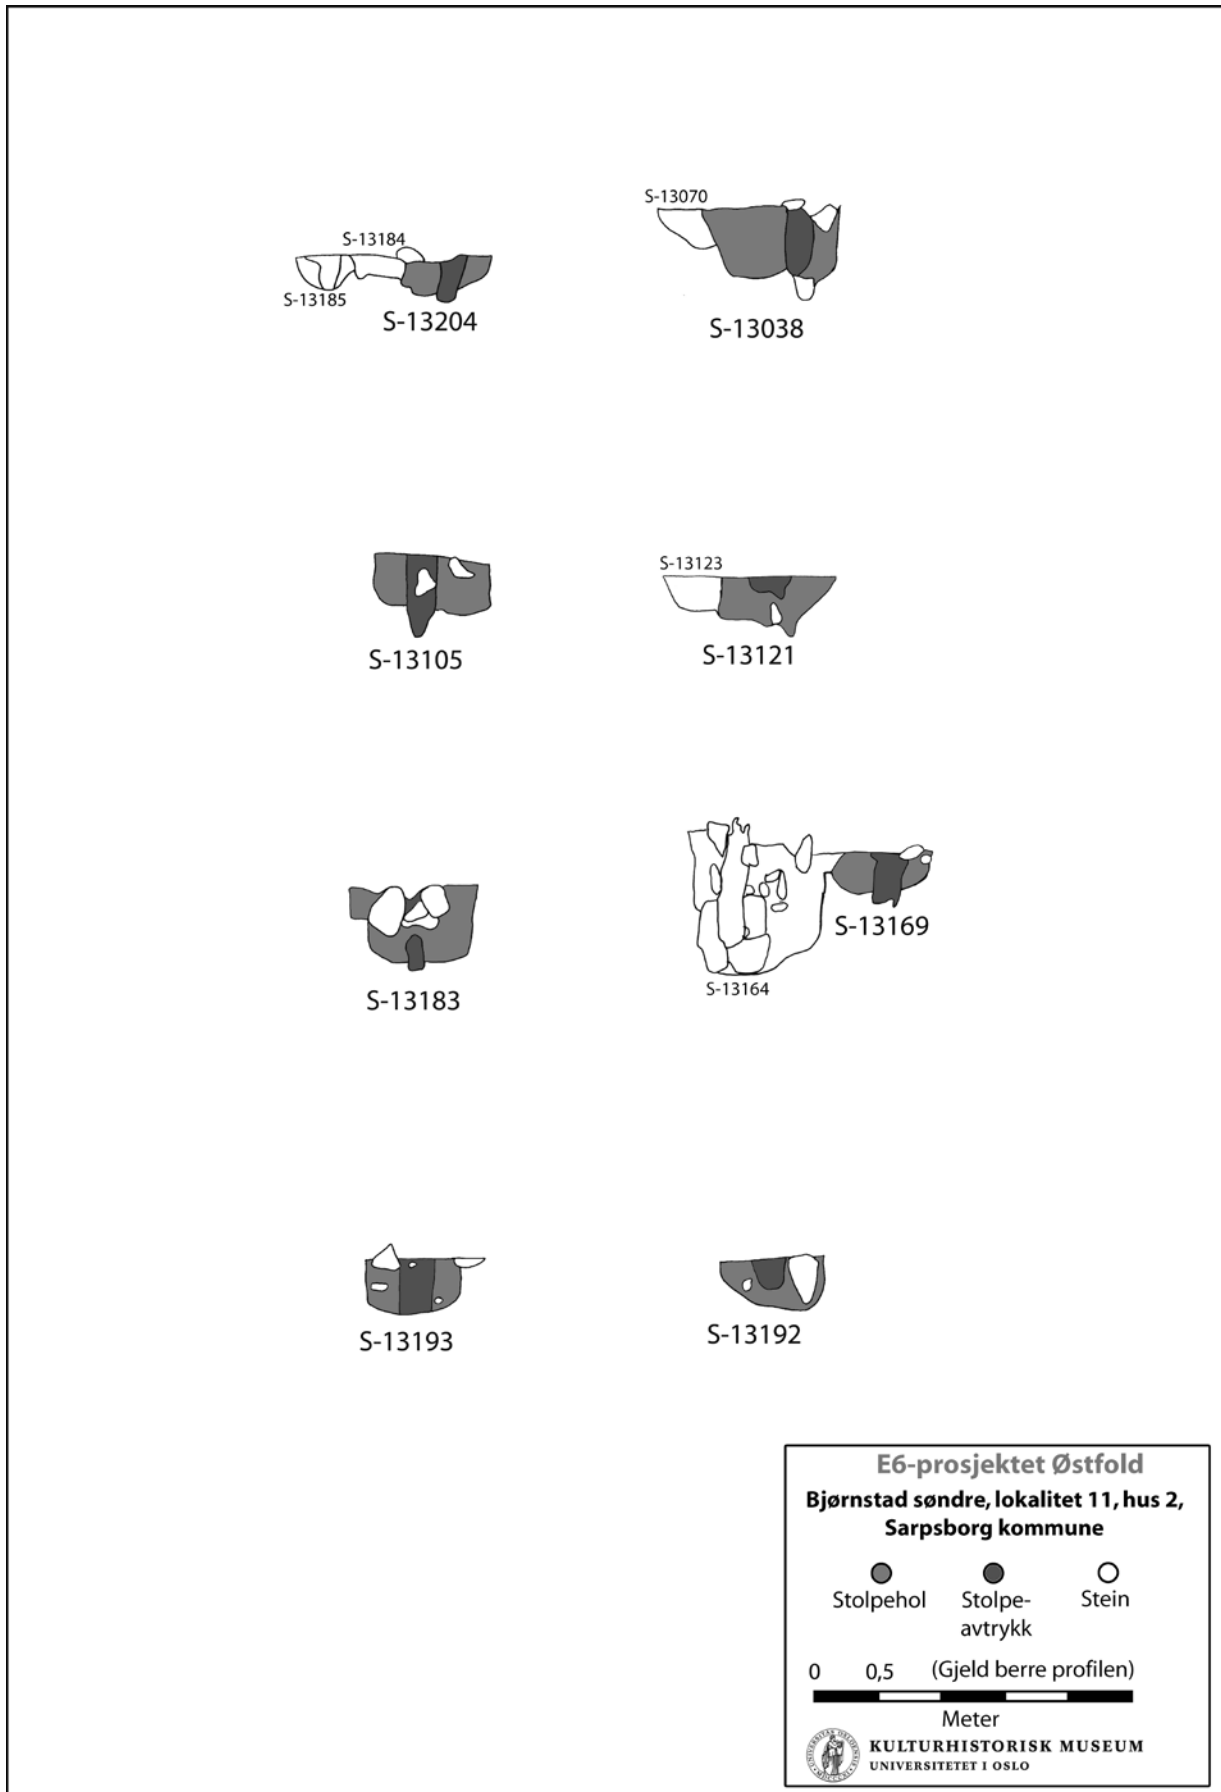 S-13070
S-13184
S-13185
S-13204
S-13038
S-13123
S-13105
S-13121
S-13169
S-13183
S-13164
S-13193
S-13192
E6-prosjektet Østfold
Bjørnstad søndre, lokalitet 11, hus 2,
Sarpsborg kommune
Stolpehol
Stolpe-
avtrykk
Stein
0 0,5 (Gjeld berre profilen)
Meter
KULTURHISTORISK MUSEUM
UNIVERSITETET I OSLO